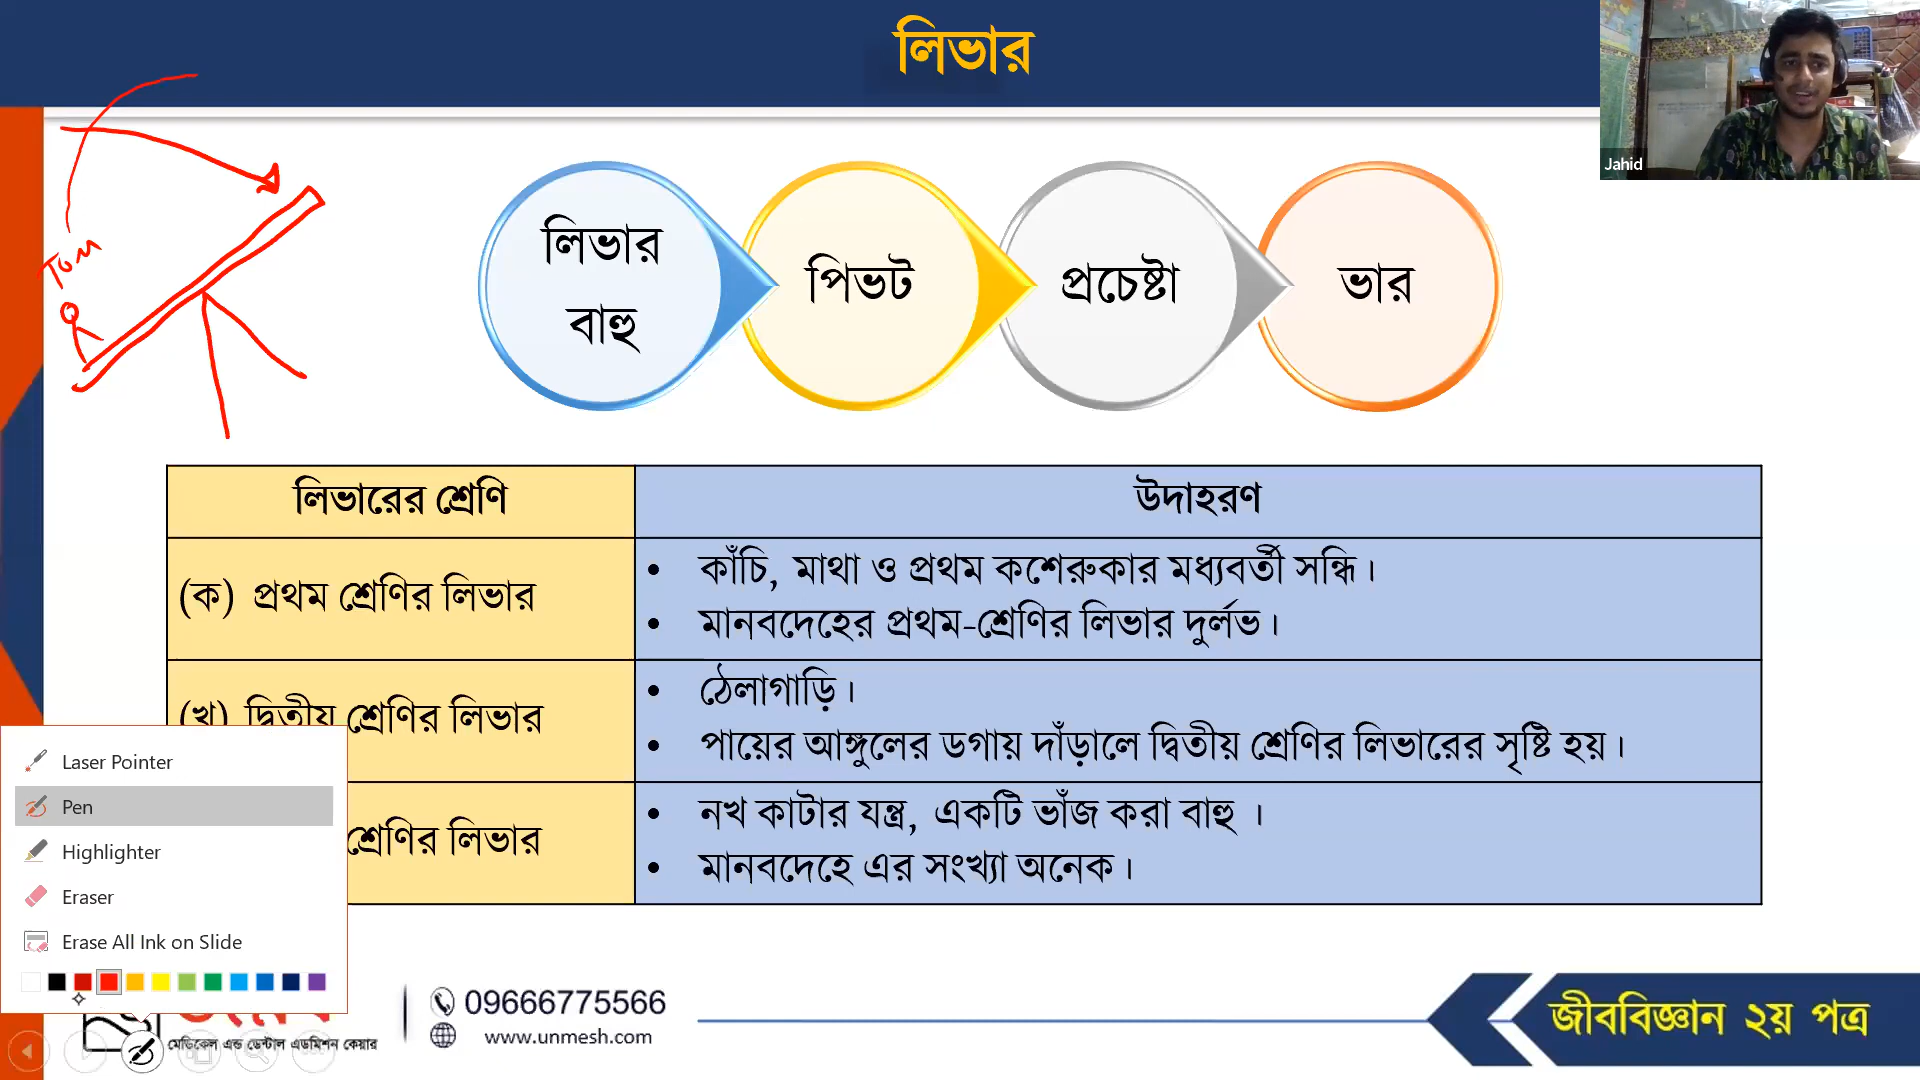 লিভার
Jahid
Tom
লিভার
বাহু
পিভট
প্রচেষ্টা
ভার
লিভারের শ্রেণি
উদাহরণ
(ক) প্রথম শ্রেণির লিভার
• কাঁচি, মাথা ও প্রথম কশেরুকার মধ্যবর্তী সন্ধি।
• মানবদেহের প্রথম-শ্রেণির লিভার দুর্লভ।
(খ) দ্বিতীয় শ্রেণির লিভার
• ঠেলাগাড়ি।
• পায়ের আঙ্গুলের ডগায় দাঁড়ালে দ্বিতীয় শ্রেণির লিভারের সৃষ্টি হয়।
শ্রেণির লিভার
• নখ কাটার যন্ত্র, একটি ভাঁজ করা বাহু ।
• মানবদেহে এর সংখ্যা অনেক।
Laser Pointer
Pen
Highlighter
Eraser
Erase All Ink on Slide
মেডিকেল এন্ড ডেন্টাল এডমিশন কেয়ার
09666775566
www.unmesh.com
জীববিজ্ঞান ২য় পত্র